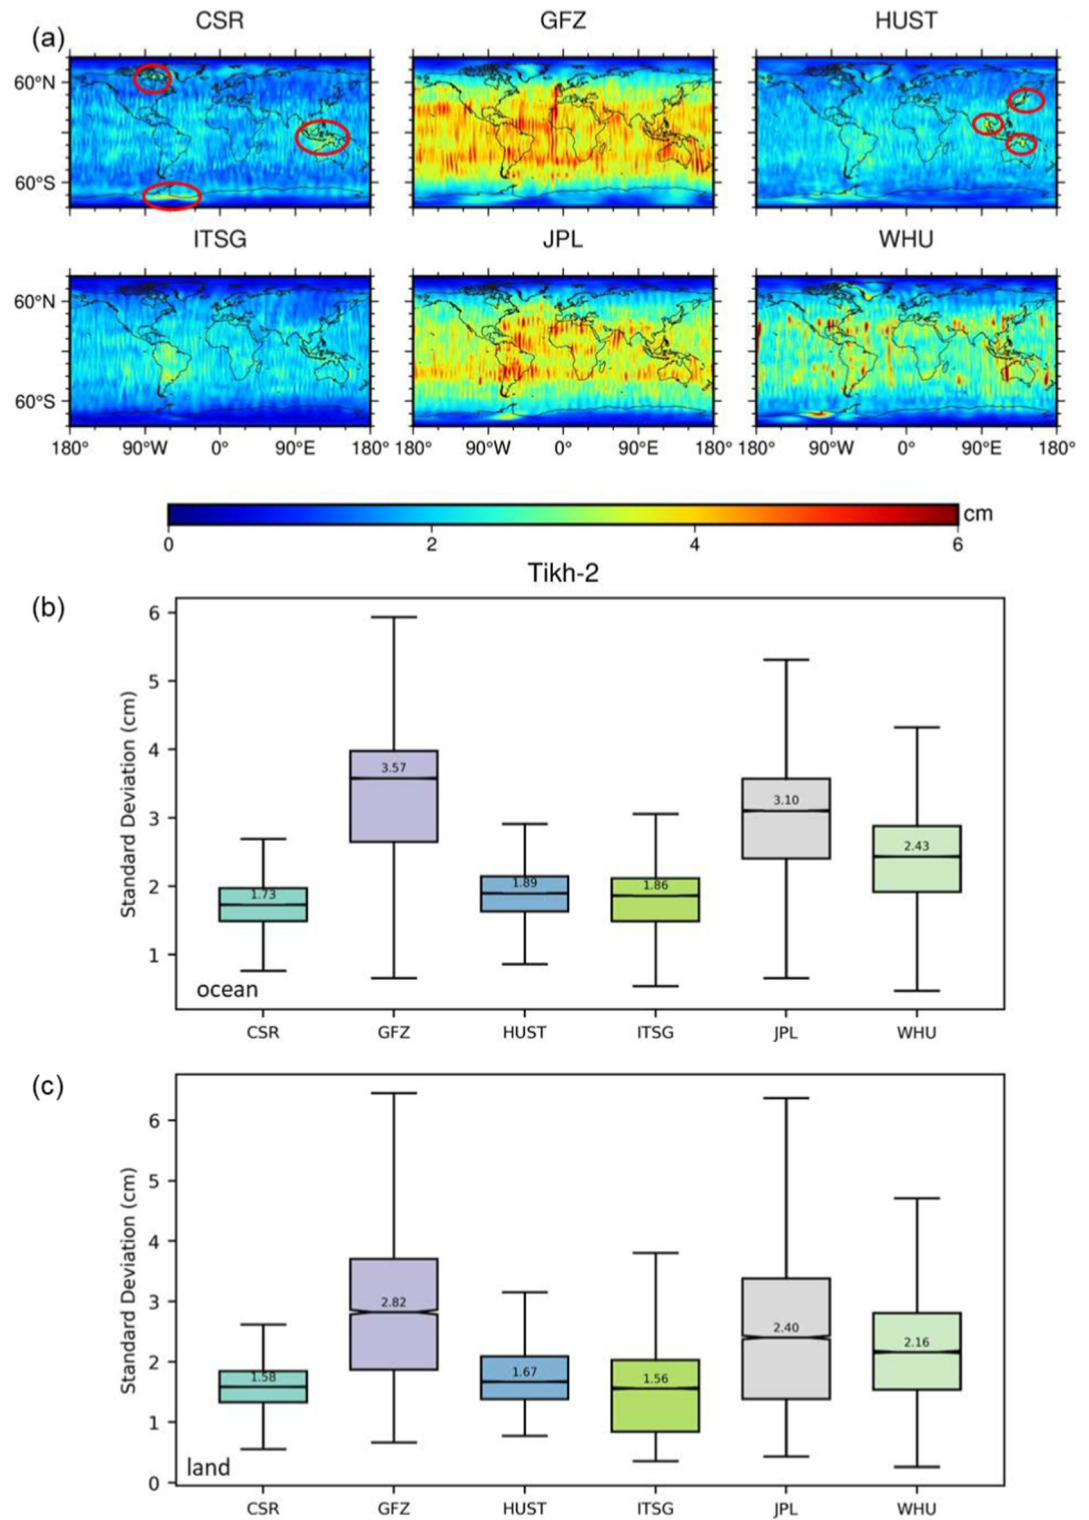 (a)
CSR GFZ HUST
60°N
60°S
ITSG JPL WHU
60°N
60°S
180° 90°W 0° 90°E 180° 90°W 0° 90°E 180° 90°W 0° 90°E 180°
0 2 4 6 cm
Tikh-2
(b)
Standard Deviation (cm)
6
5
4
3
2
1
1.73 3.57 1.89 1.86 3.10 2.43
ocean
CSR GFZ HUST ITSG JPL WHU
(c)
Standard Deviation (cm)
6
5
4
3
2
1
0
1.58 2.82 1.67 1.56 2.40 2.16
land
CSR GFZ HUST ITSG JPL WHU